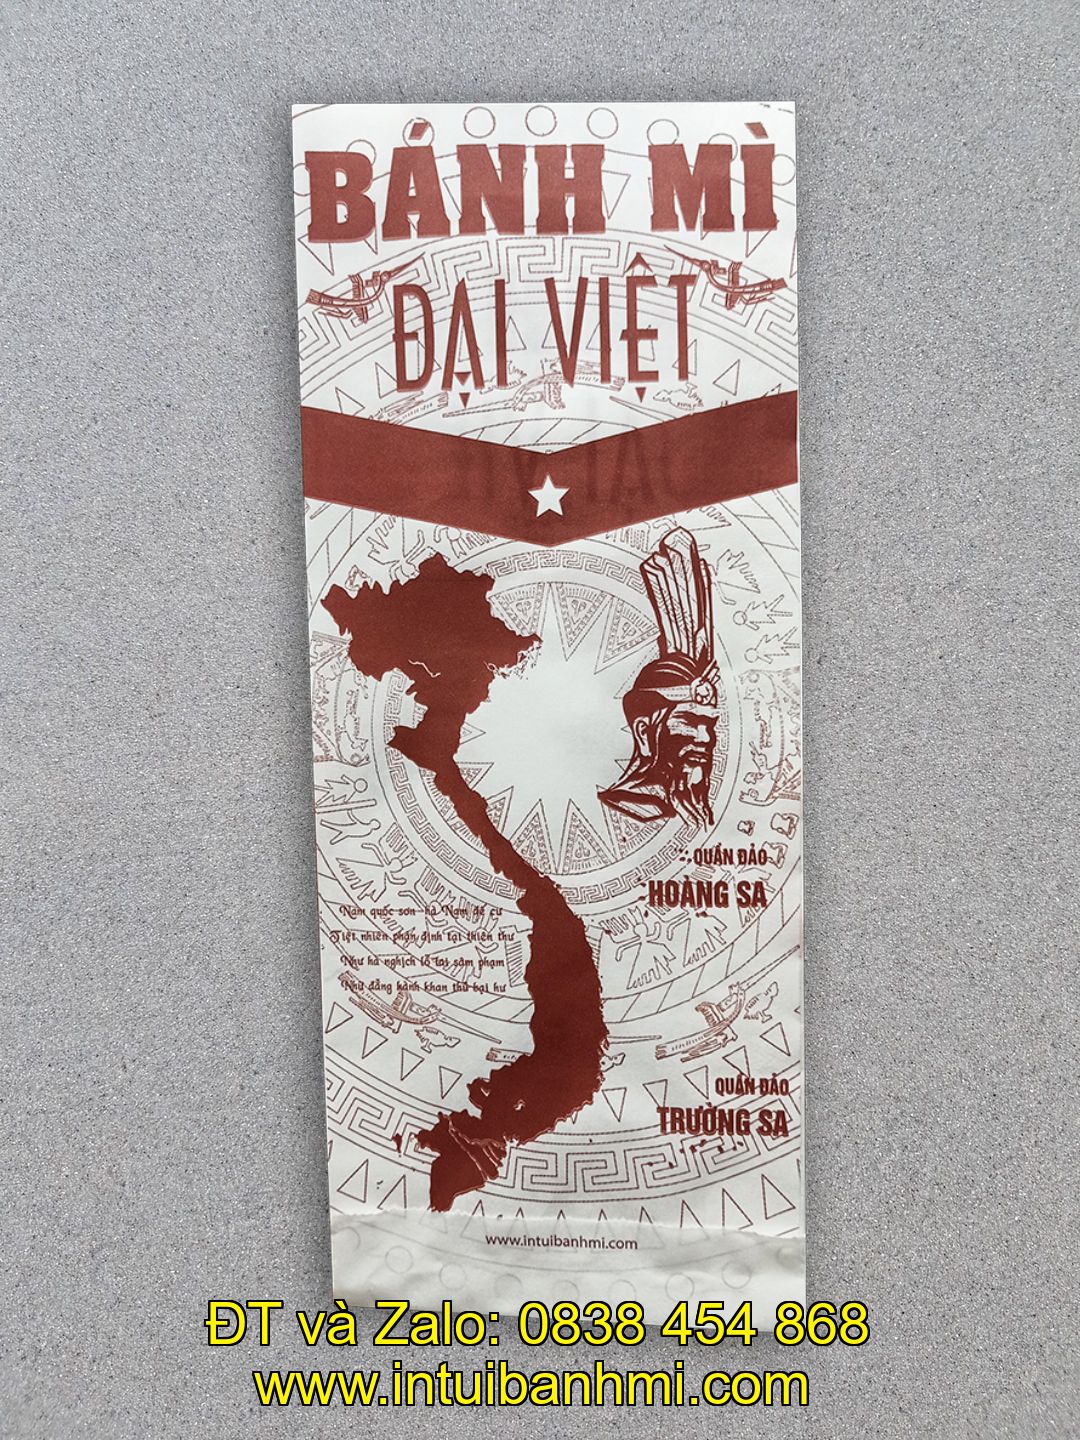 BÁNH MÌ
ĐẠI VIỆT
QUẦN ĐẢO
HOÀNG SA
Nam quốc sơn hà Nam đế cư
Tiệt nhiên phận định tại thiên thư
Như hà nghịch lỗ lai xâm phạm
Như đẳng hành khan thủ bại hư
QUẦN ĐẢO
TRƯỜNG SA
www.intuibanhmi.com
ĐT và Zalo: 0838 454 868
www.intuibanhmi.com